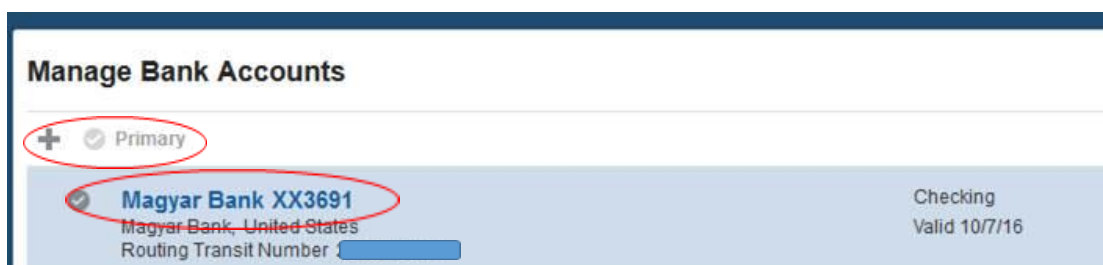 Manage Bank Accounts
Primary
Magyar Bank XX3691
Checking
Magyar Bank, United States
Valid 10/7/16
Routing Transit Number